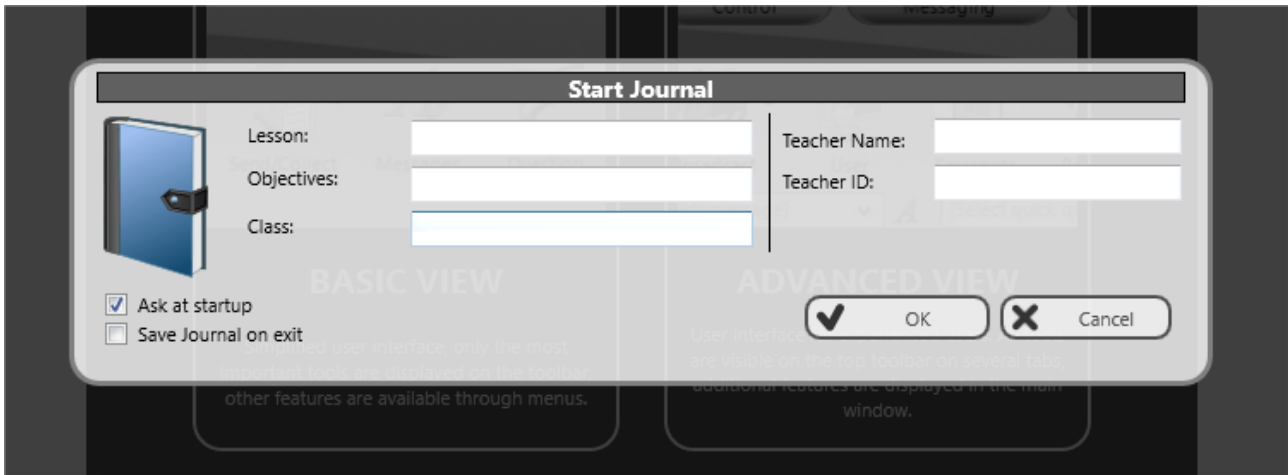 Control
Messaging
Start Journal
Lesson:
Objectives:
Class:
Teacher Name:
Teacher ID:
Send/Collect
User
BASIC VIEW
ADVANCED VIEW
Ask at startup
Save Journal on exit
OK
Cancel
Simplified user interface, only the most
important tools are displayed on the toolbar,
other features are available through menus.
User interface
are visible on the top toolbar on several tabs,
additional features are displayed in the main
window.